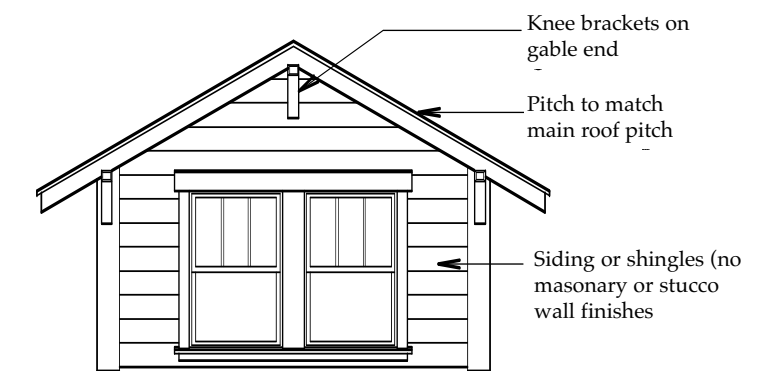 Knee brackets on
gable end
Pitch to match
main roof pitch
Siding or shingles (no
masonary or stucco
wall finishes